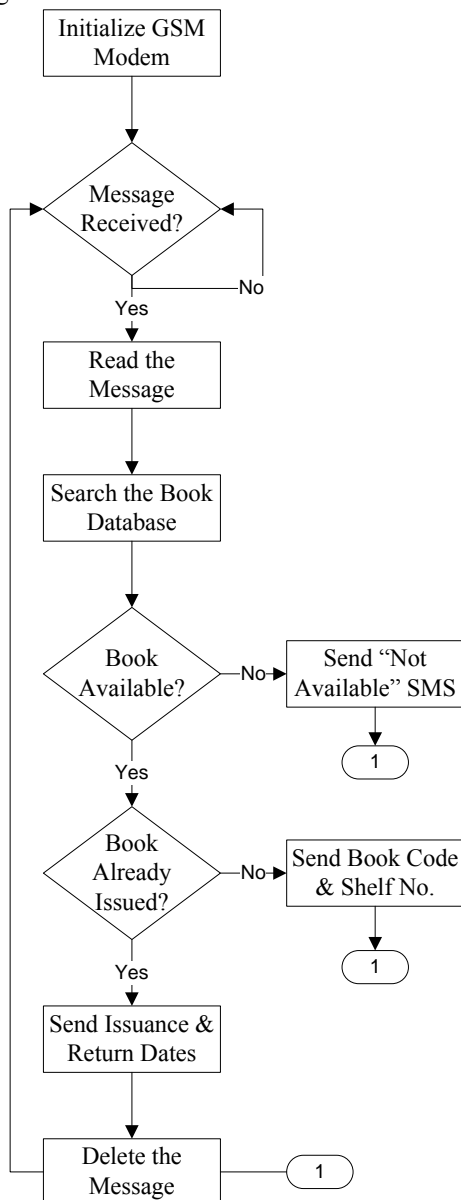 Initialize GSM
Modem
Message
Received?
No
Yes
Read the
Message
Search the Book
Database
Book
Available?
No
Send “Not
Available” SMS
1
Yes
Book
Already
Issued?
No
Send Book Code
& Shelf No.
1
Yes
Send Issuance &
Return Dates
Delete the
Message
1